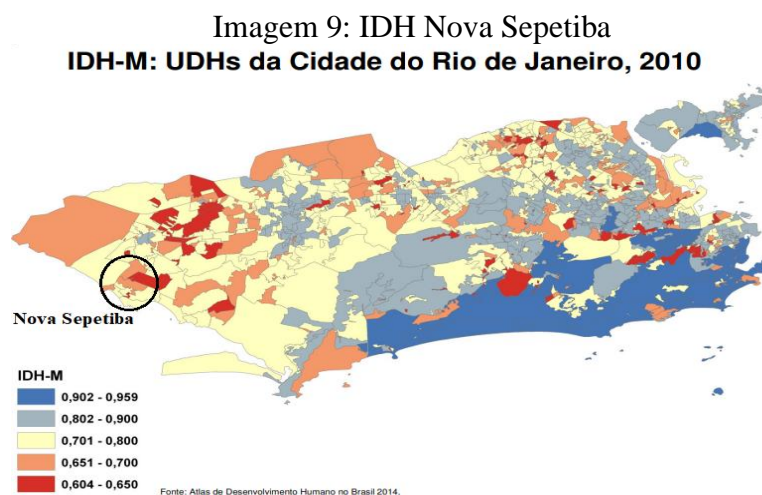 Imagem 9: IDH Nova Sepetiba
IDH-M: UDHs da Cidade do Rio de Janeiro, 2010
Nova Sepetiba
IDH-M
0,902 - 0,959
0,802 - 0,900
0,701 - 0,800
0,651 - 0,700
0,604 - 0,650
Fonte: Atlas de Desenvolvimento Humano no Brasil 2014.